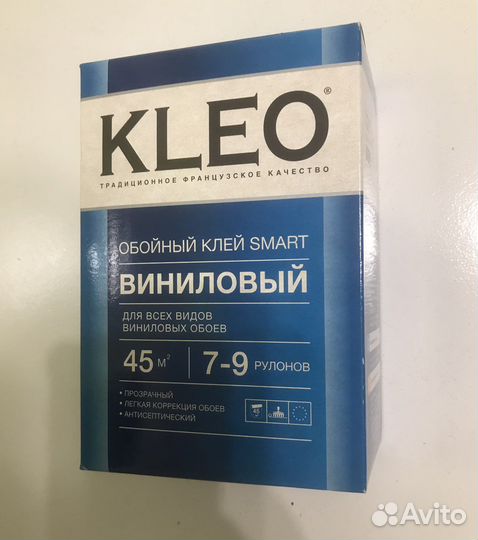 KLEO®
ТРАДИЦИОННОЕ ФРАНЦУЗСКОЕ КАЧЕСТВО
ОБОЙНЫЙ КЛЕЙ SMART
ВИНИЛОВЫЙ
ДЛЯ ВСЕХ ВИДОВ
ВИНИЛОВЫХ ОБОЕВ
45 М² 7-9 РУЛОНОВ
• ПРОЗРАЧНЫЙ
• ЛЕГКАЯ КОРРЕКЦИЯ ОБОЕВ
• АНТИСЕПТИЧЕСКИЙ
45
Avito